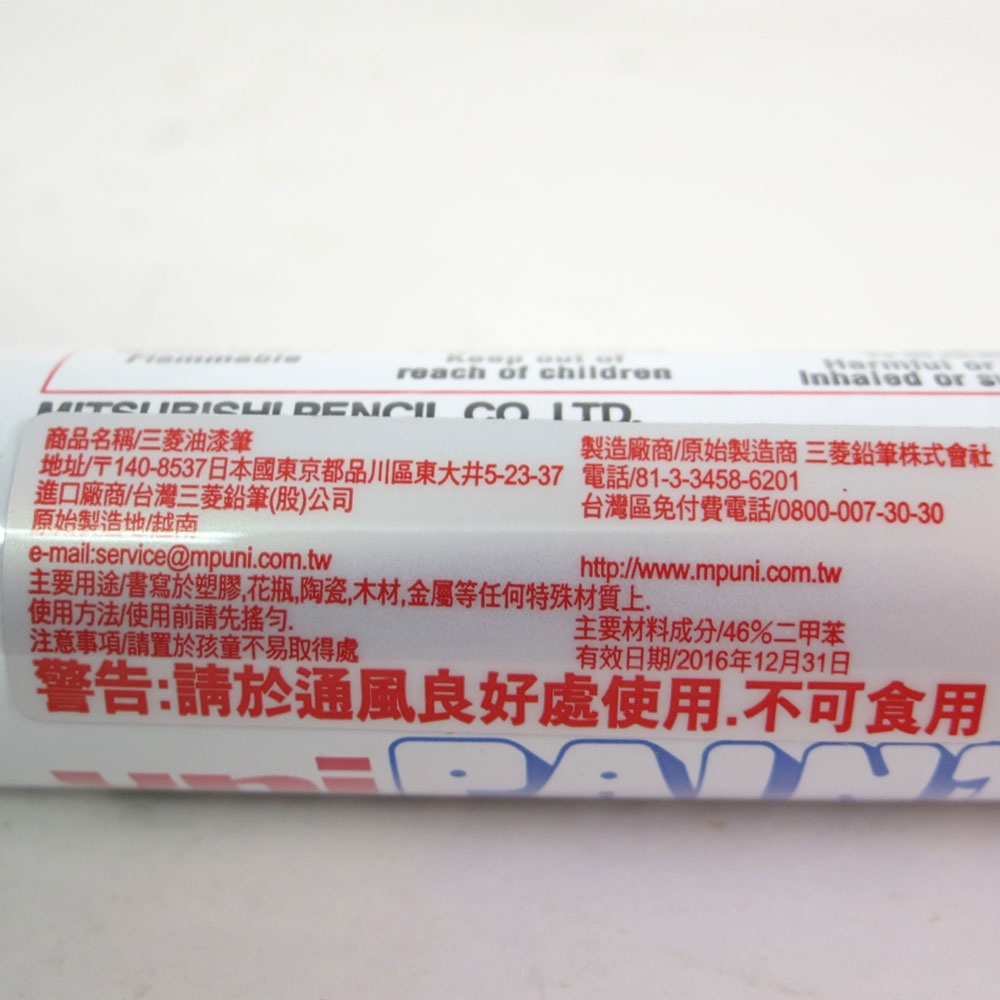 Flammable
Keep out of
reach of children
Harmful or
Inhaled or
MITSUBISHI PENCIL CO. LTD.
商品名稱/三菱油漆筆
製造廠商/原始製造商 三菱鉛筆株式會社
地址/〒140-8537日本國東京都品川區東大井5-23-37
電話/81-3-3458-6201
進口廠商/台灣三菱鉛筆(股)公司
台灣區免付費電話/0800-007-30-30
原始製造地/越南
e-mail:service@mpuni.com.tw
http://www.mpuni.com.tw
主要用途/書寫於塑膠,花瓶,陶瓷,木材,金屬等任何特殊材質上.
使用方法/使用前請先搖勻.
主要材料成分/46%二甲苯
注意事項/請置於孩童不易取得處
有效日期/2016年12月31日
警告:請於通風良好處使用.不可食用
uni PAINT